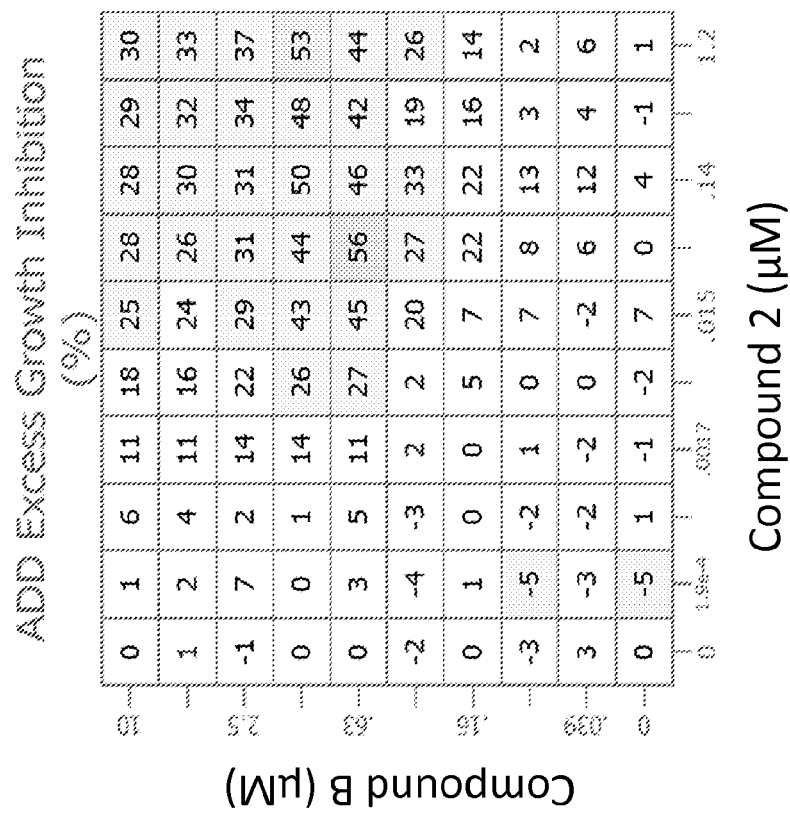 ADD Excess Growth Inhibition
(%)
10 0 1 6 11 18 25 28 28 29 30
1 2 4 11 16 24 26 30 32 33
2.5 -1 7 2 14 22 29 31 31 34 37
0 0 1 14 26 43 44 50 48 53
.63 0 3 5 11 27 45 56 46 42 44
-2 -4 -3 2 2 20 27 33 19 26
.16 0 1 0 0 5 7 22 22 16 14
-3 -5 -2 1 0 7 8 13 3 2
.039 3 -3 -2 -2 0 -2 6 12 4 6
0 0 -5 1 -1 -2 7 0 4 -1 1
0 1.9e-4 .0017 .015 .14 1.2
Compound B (µM)
Compound 2 (µM)